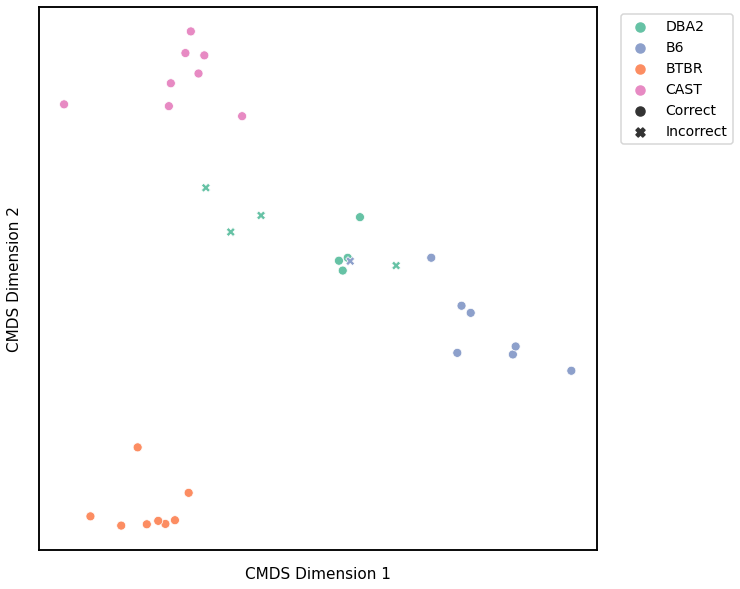 DBA2
B6
BTBR
CAST
Correct
Incorrect
CMDS Dimension 2
CMDS Dimension 1